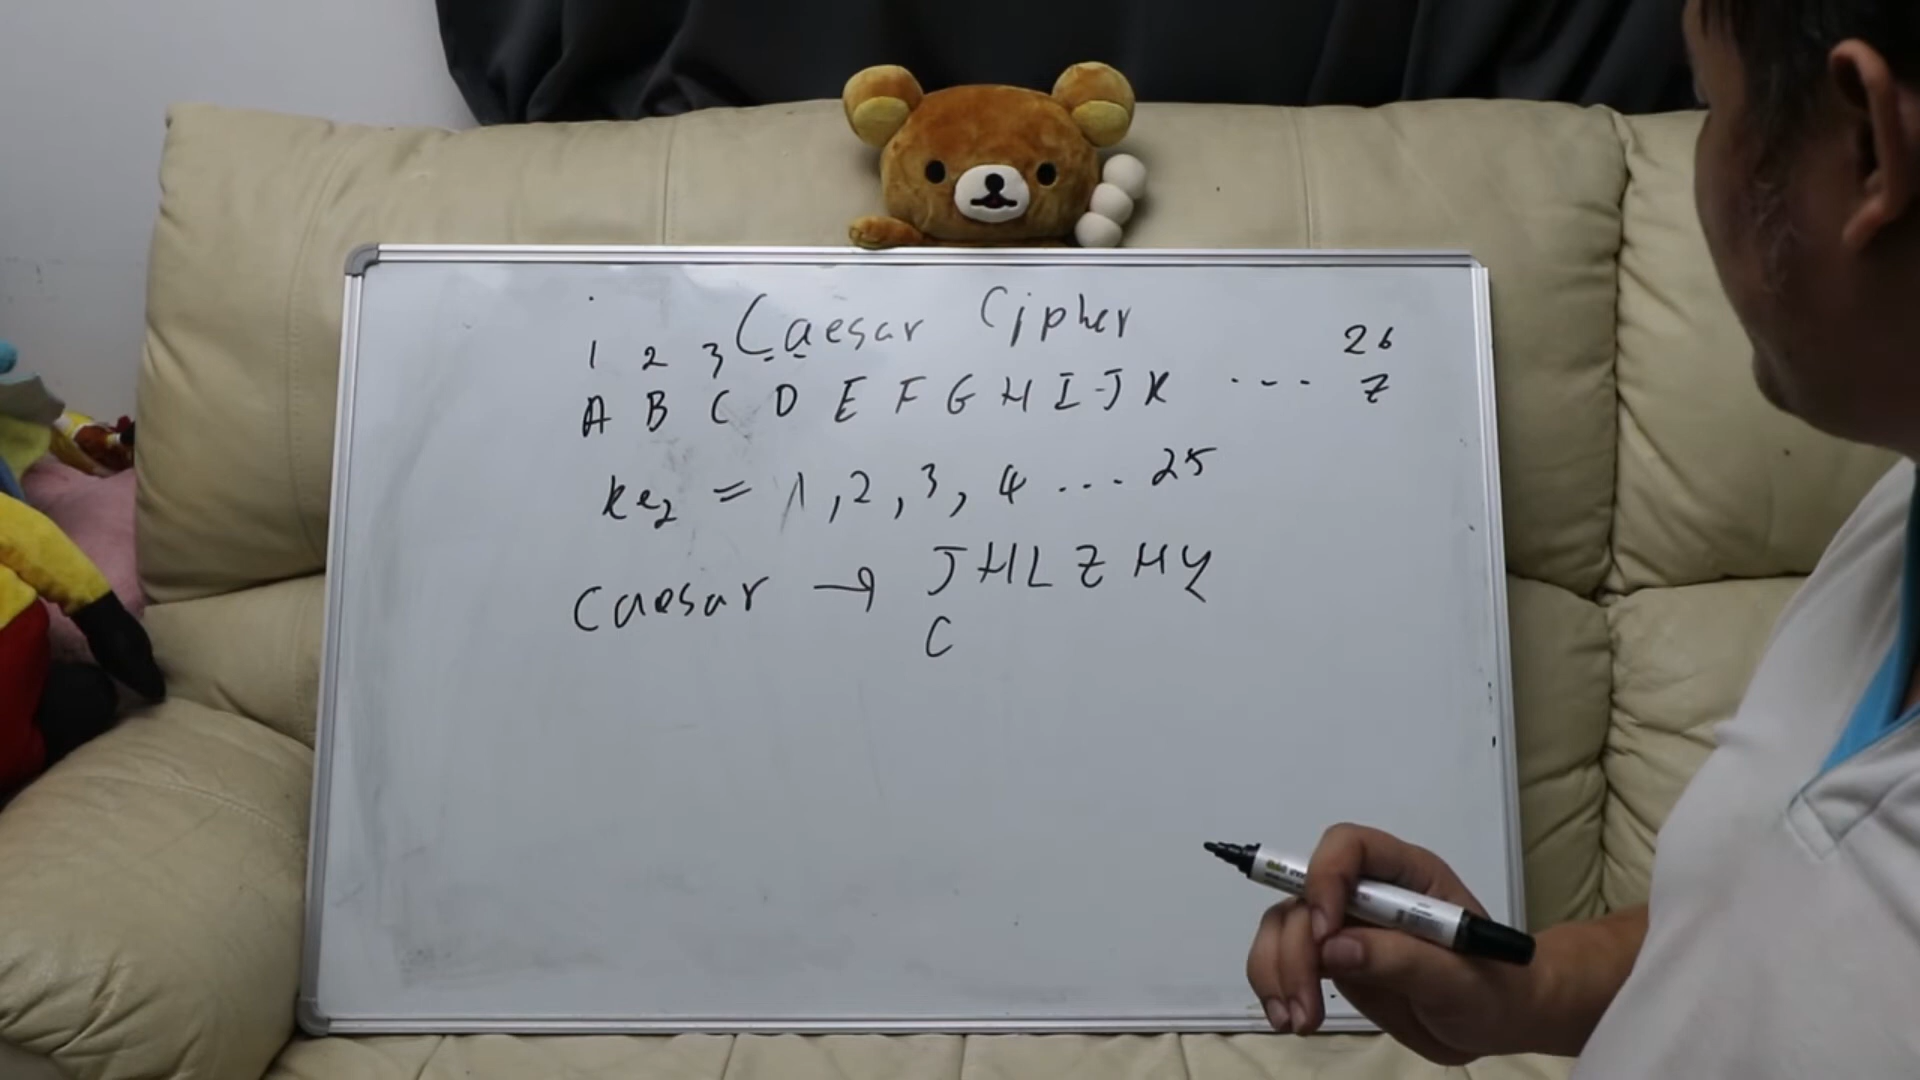 Caesar Cipher
1 2 3 26
A B C D E F G H I J K ... Z
key = 1, 2, 3, 4 ... 25
Caesar → JHLZHY
C